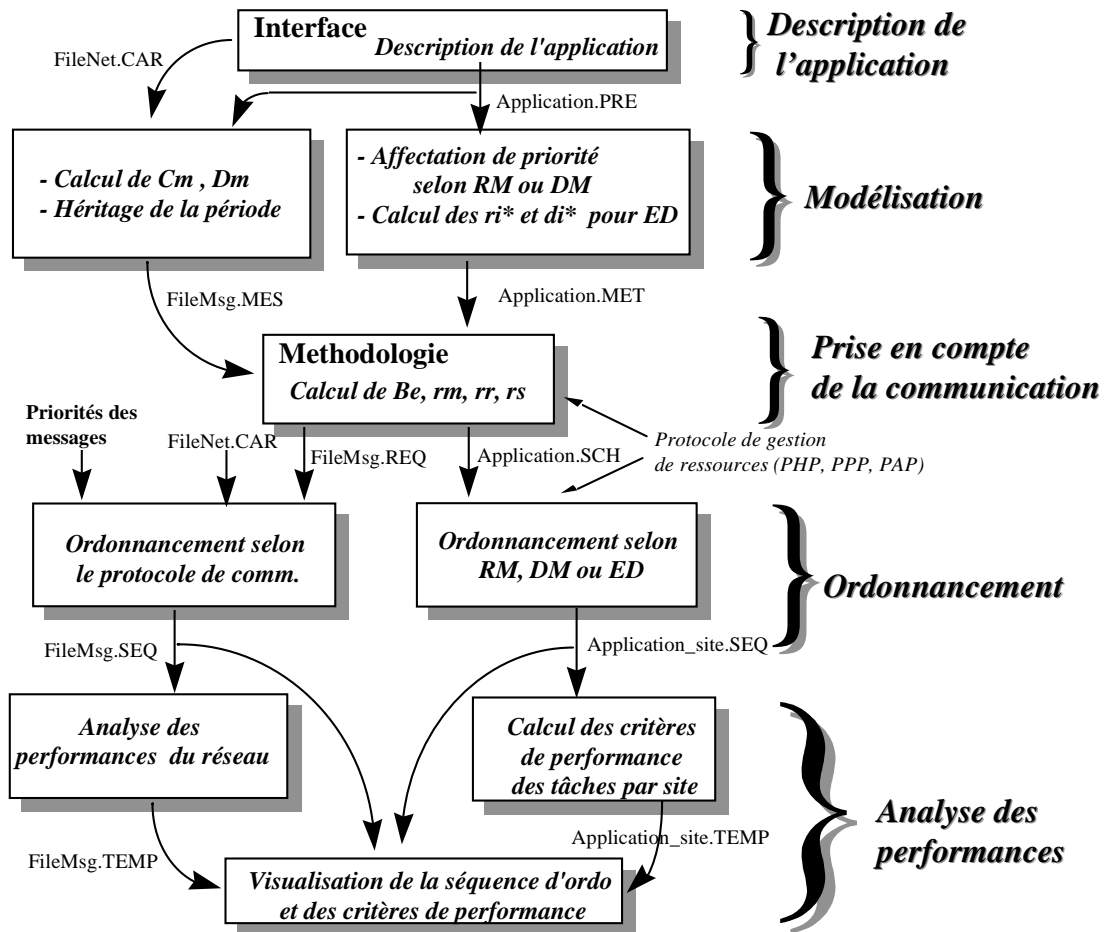 Interface
Description de l'application
FileNet.CAR
Application.PRE
Description de
l’application
- Calcul de Cm , Dm
- Héritage de la période
- Affectation de priorité
selon RM ou DM
- Calcul des ri* et di* pour ED
Modélisation
FileMsg.MES
Application.MET
Methodologie
Calcul de Be, rm, rr, rs
Prise en compte
de la communication
Priorités des
messages
FileNet.CAR
FileMsg.REQ
Application.SCH
Protocole de gestion
de ressources (PHP, PPP, PAP)
Ordonnancement selon
le protocole de comm.
Ordonnancement selon
RM, DM ou ED
Ordonnancement
FileMsg.SEQ
Application_site.SEQ
Analyse des
performances du réseau
Calcul des critères
de performance
des tâches par site
Analyse des
performances
FileMsg.TEMP
Application_site.TEMP
Visualisation de la séquence d'ordo
et des critères de performance